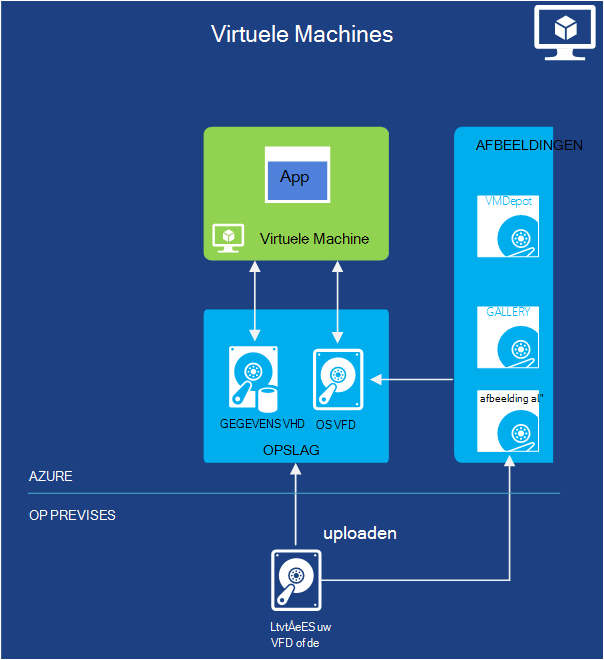 Virtuele Machines
App
Virtuele Machine
AFBEELDINGEN
VMDepot
GALLERY
afbeelding al"
GEGEVENS VHD
OS VFD
OPSLAG
AZURE
OP PREVISES
uploaden
LtvtÅeES uw
VFD of de